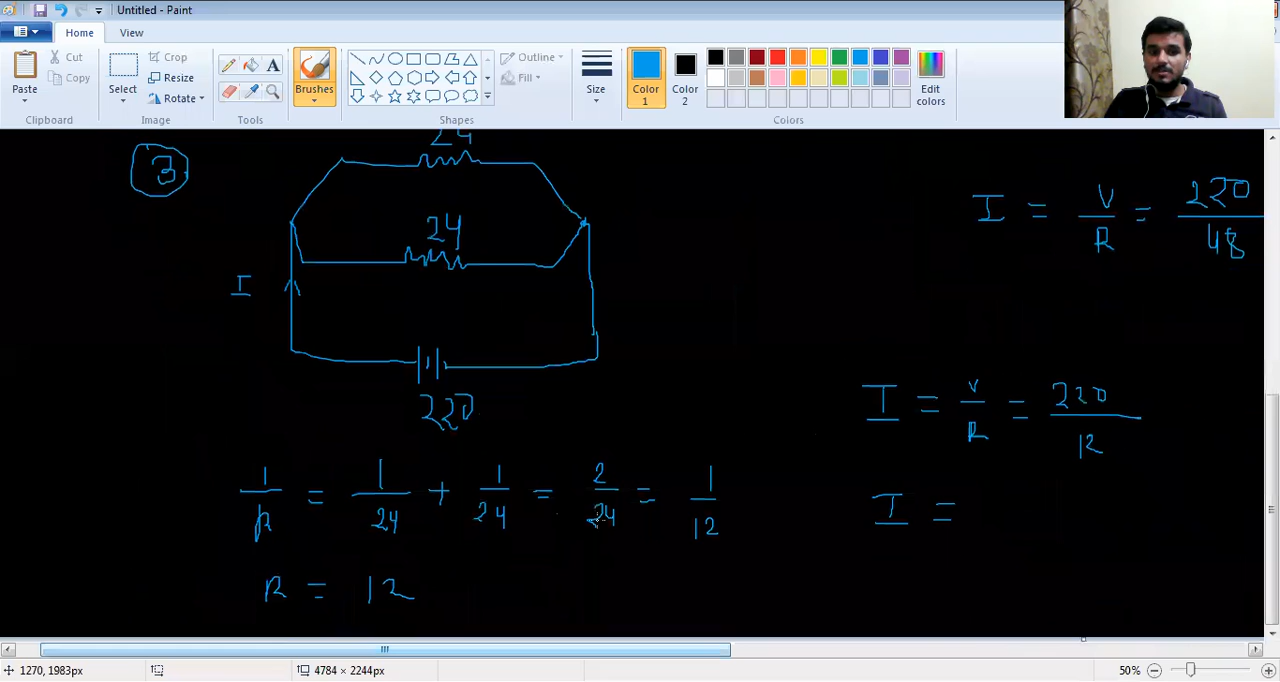 Untitled - Paint
Home View
Paste
Cut
Copy
Clipboard
Select
Crop
Resize
Rotate
Image
A
Tools
Brushes
Outline
Fill
Shapes
Size
Color 1
Color 2
Edit colors
Colors
24
3
24
I
220
I = V/R = 220/48
I = V/R = 220/12
1/R = 1/24 + 1/24 = 2/24 = 1/12
I =
R = 12
1270, 1983px
4784 × 2244px
50%